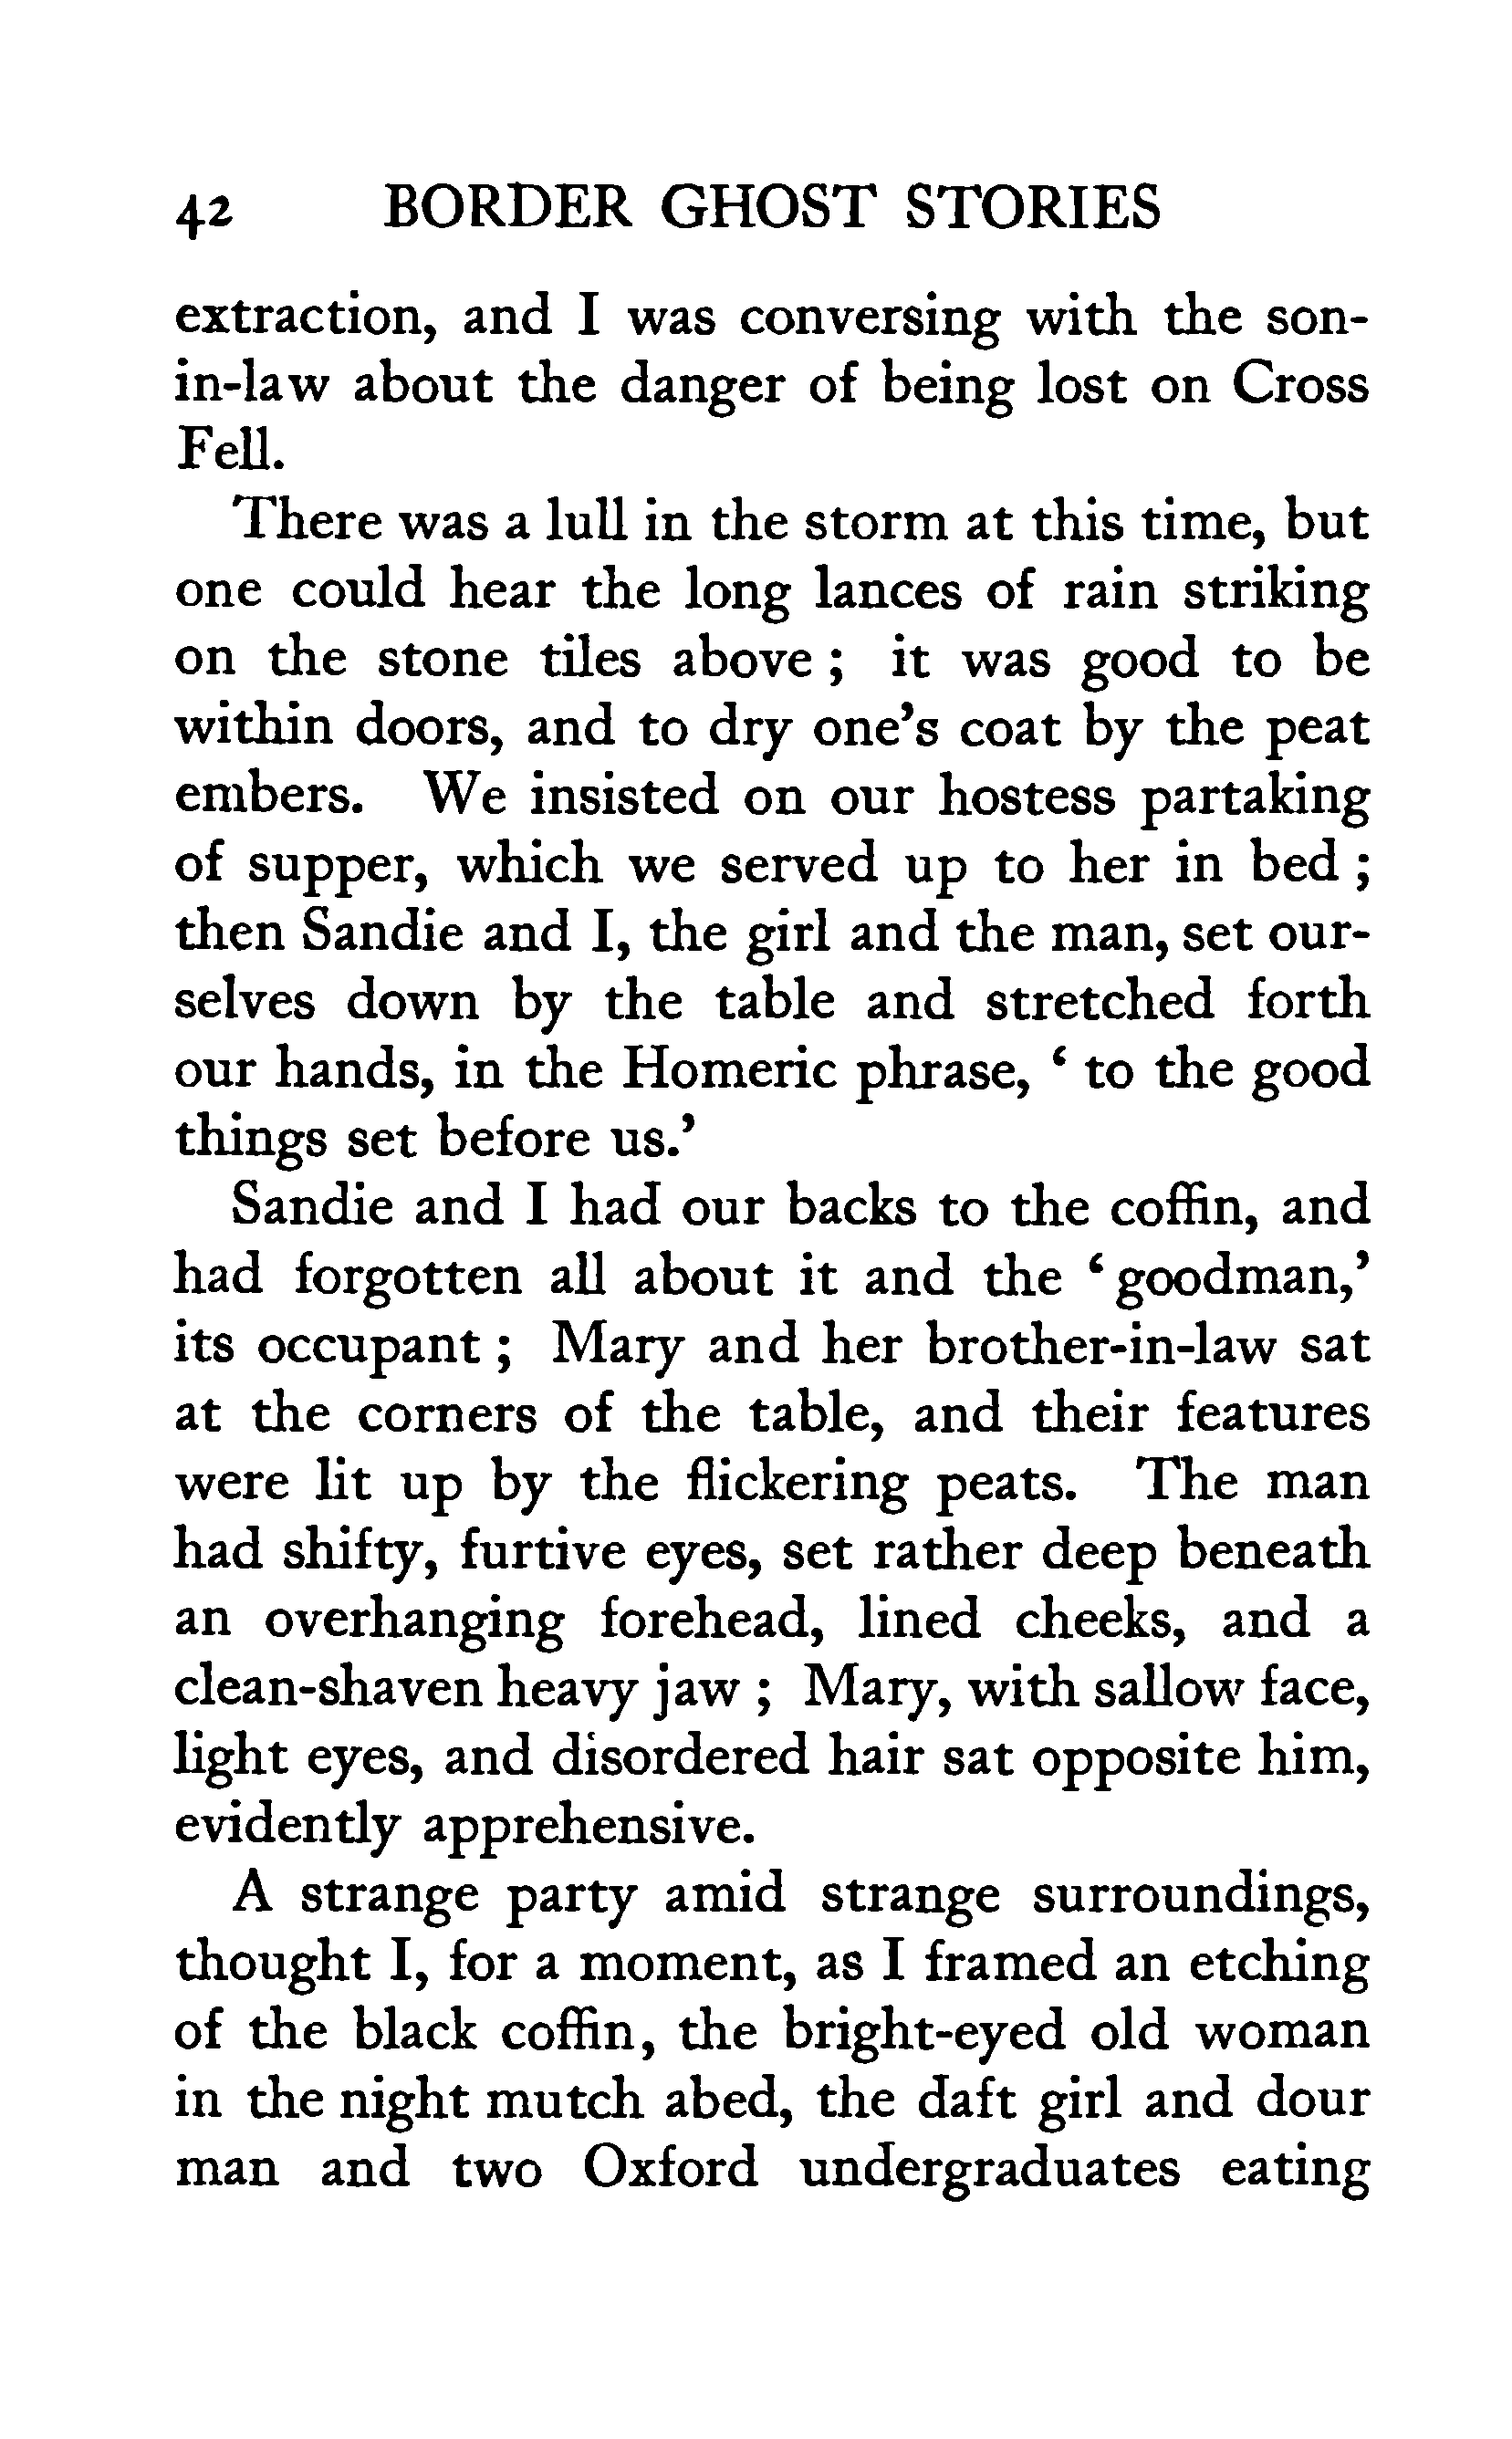 42 BORDER GHOST STORIES
extraction, and I was conversing with the son-
in-law about the danger of being lost on Cross
Fell.
There was a lull in the storm at this time, but
one could hear the long lances of rain striking
on the stone tiles above ; it was good to be
within doors, and to dry one’s coat by the peat
embers. We insisted on our hostess partaking
of supper, which we served up to her in bed ;
then Sandie and I, the girl and the man, set our-
selves down by the table and stretched forth
our hands, in the Homeric phrase, ‘ to the good
things set before us.’
Sandie and I had our backs to the coffin, and
had forgotten all about it and the ‘ goodman,’
its occupant ; Mary and her brother-in-law sat
at the corners of the table, and their features
were lit up by the flickering peats. The man
had shifty, furtive eyes, set rather deep beneath
an overhanging forehead, lined cheeks, and a
clean-shaven heavy jaw ; Mary, with sallow face,
light eyes, and disordered hair sat opposite him,
evidently apprehensive.
A strange party amid strange surroundings,
thought I, for a moment, as I framed an etching
of the black coffin, the bright-eyed old woman
in the night mutch abed, the daft girl and dour
man and two Oxford undergraduates eating